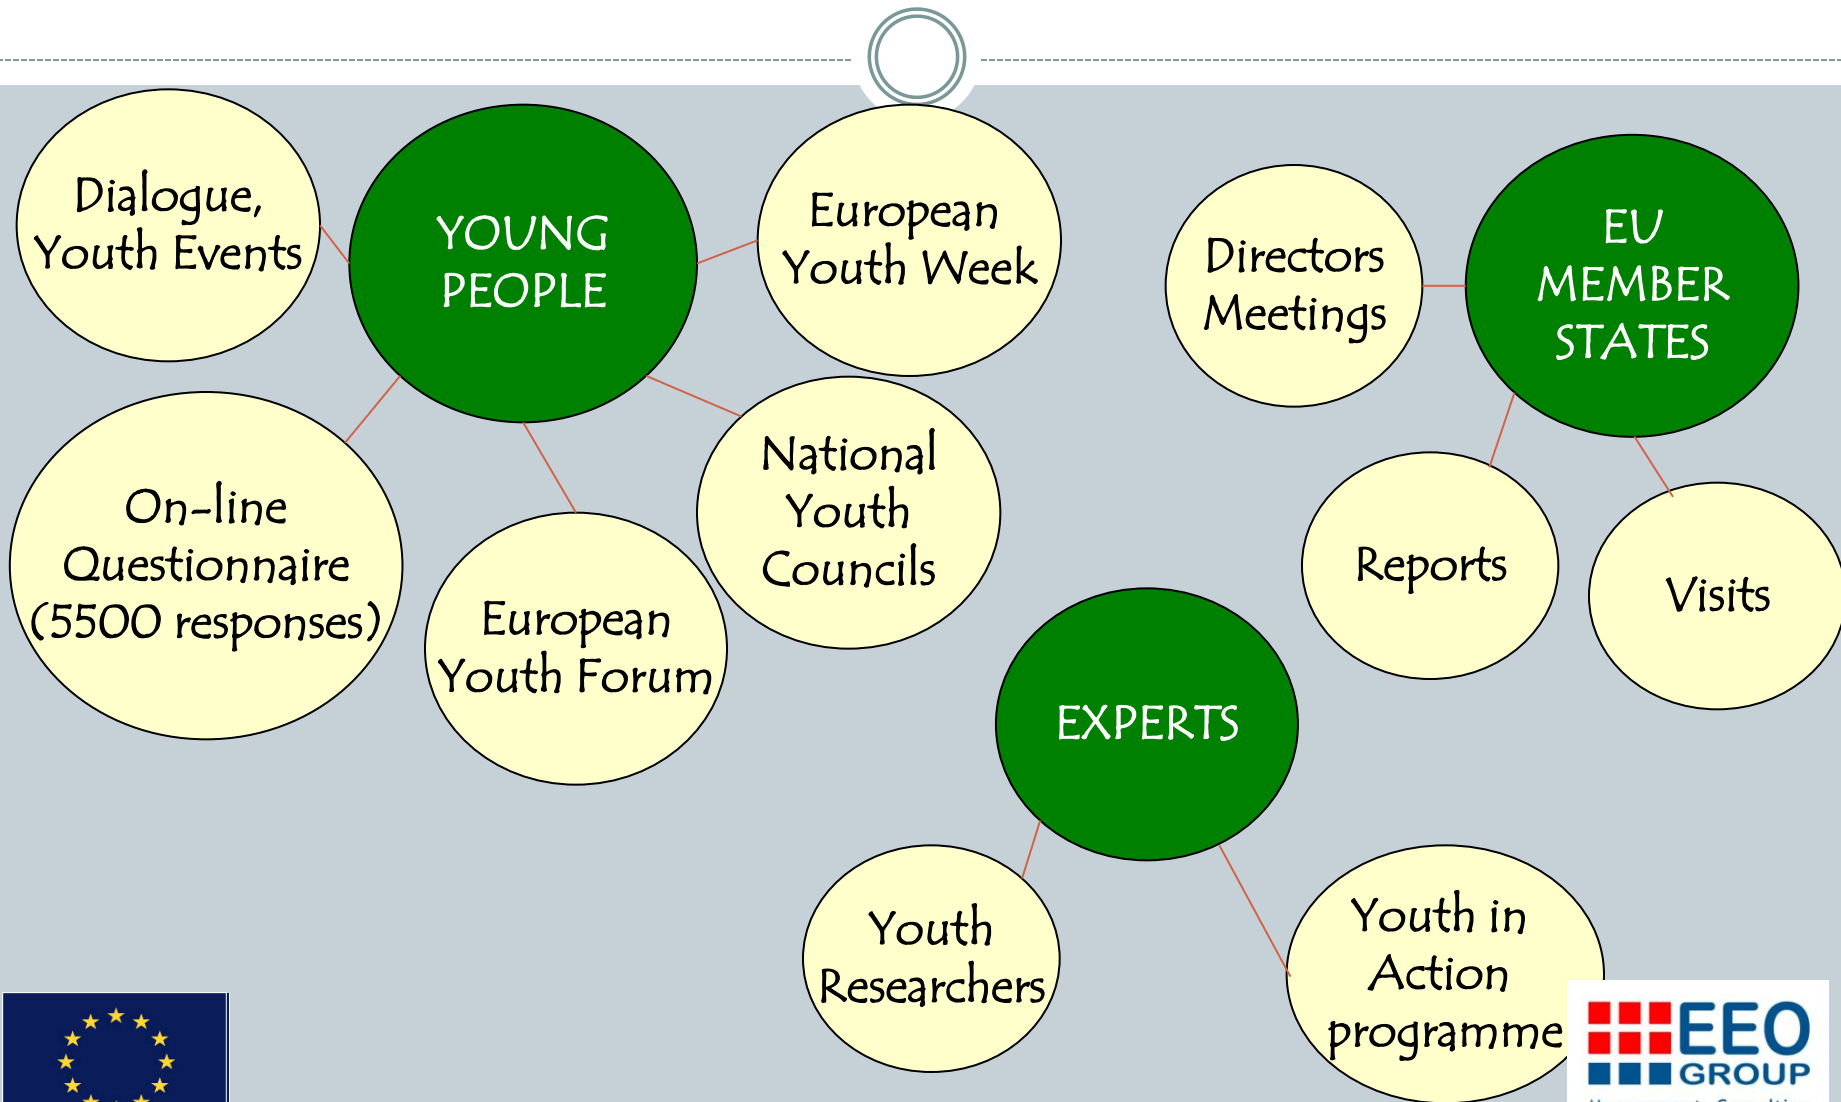 Dialogue,
Youth Events
YOUNG
PEOPLE
European
Youth Week
Directors
Meetings
EU
MEMBER
STATES
On-line
Questionnaire
(5500 responses)
European
Youth Forum
National
Youth
Councils
Reports
Visits
EXPERTS
Youth
Researchers
Youth in
Action
programme
EEO
GROUP